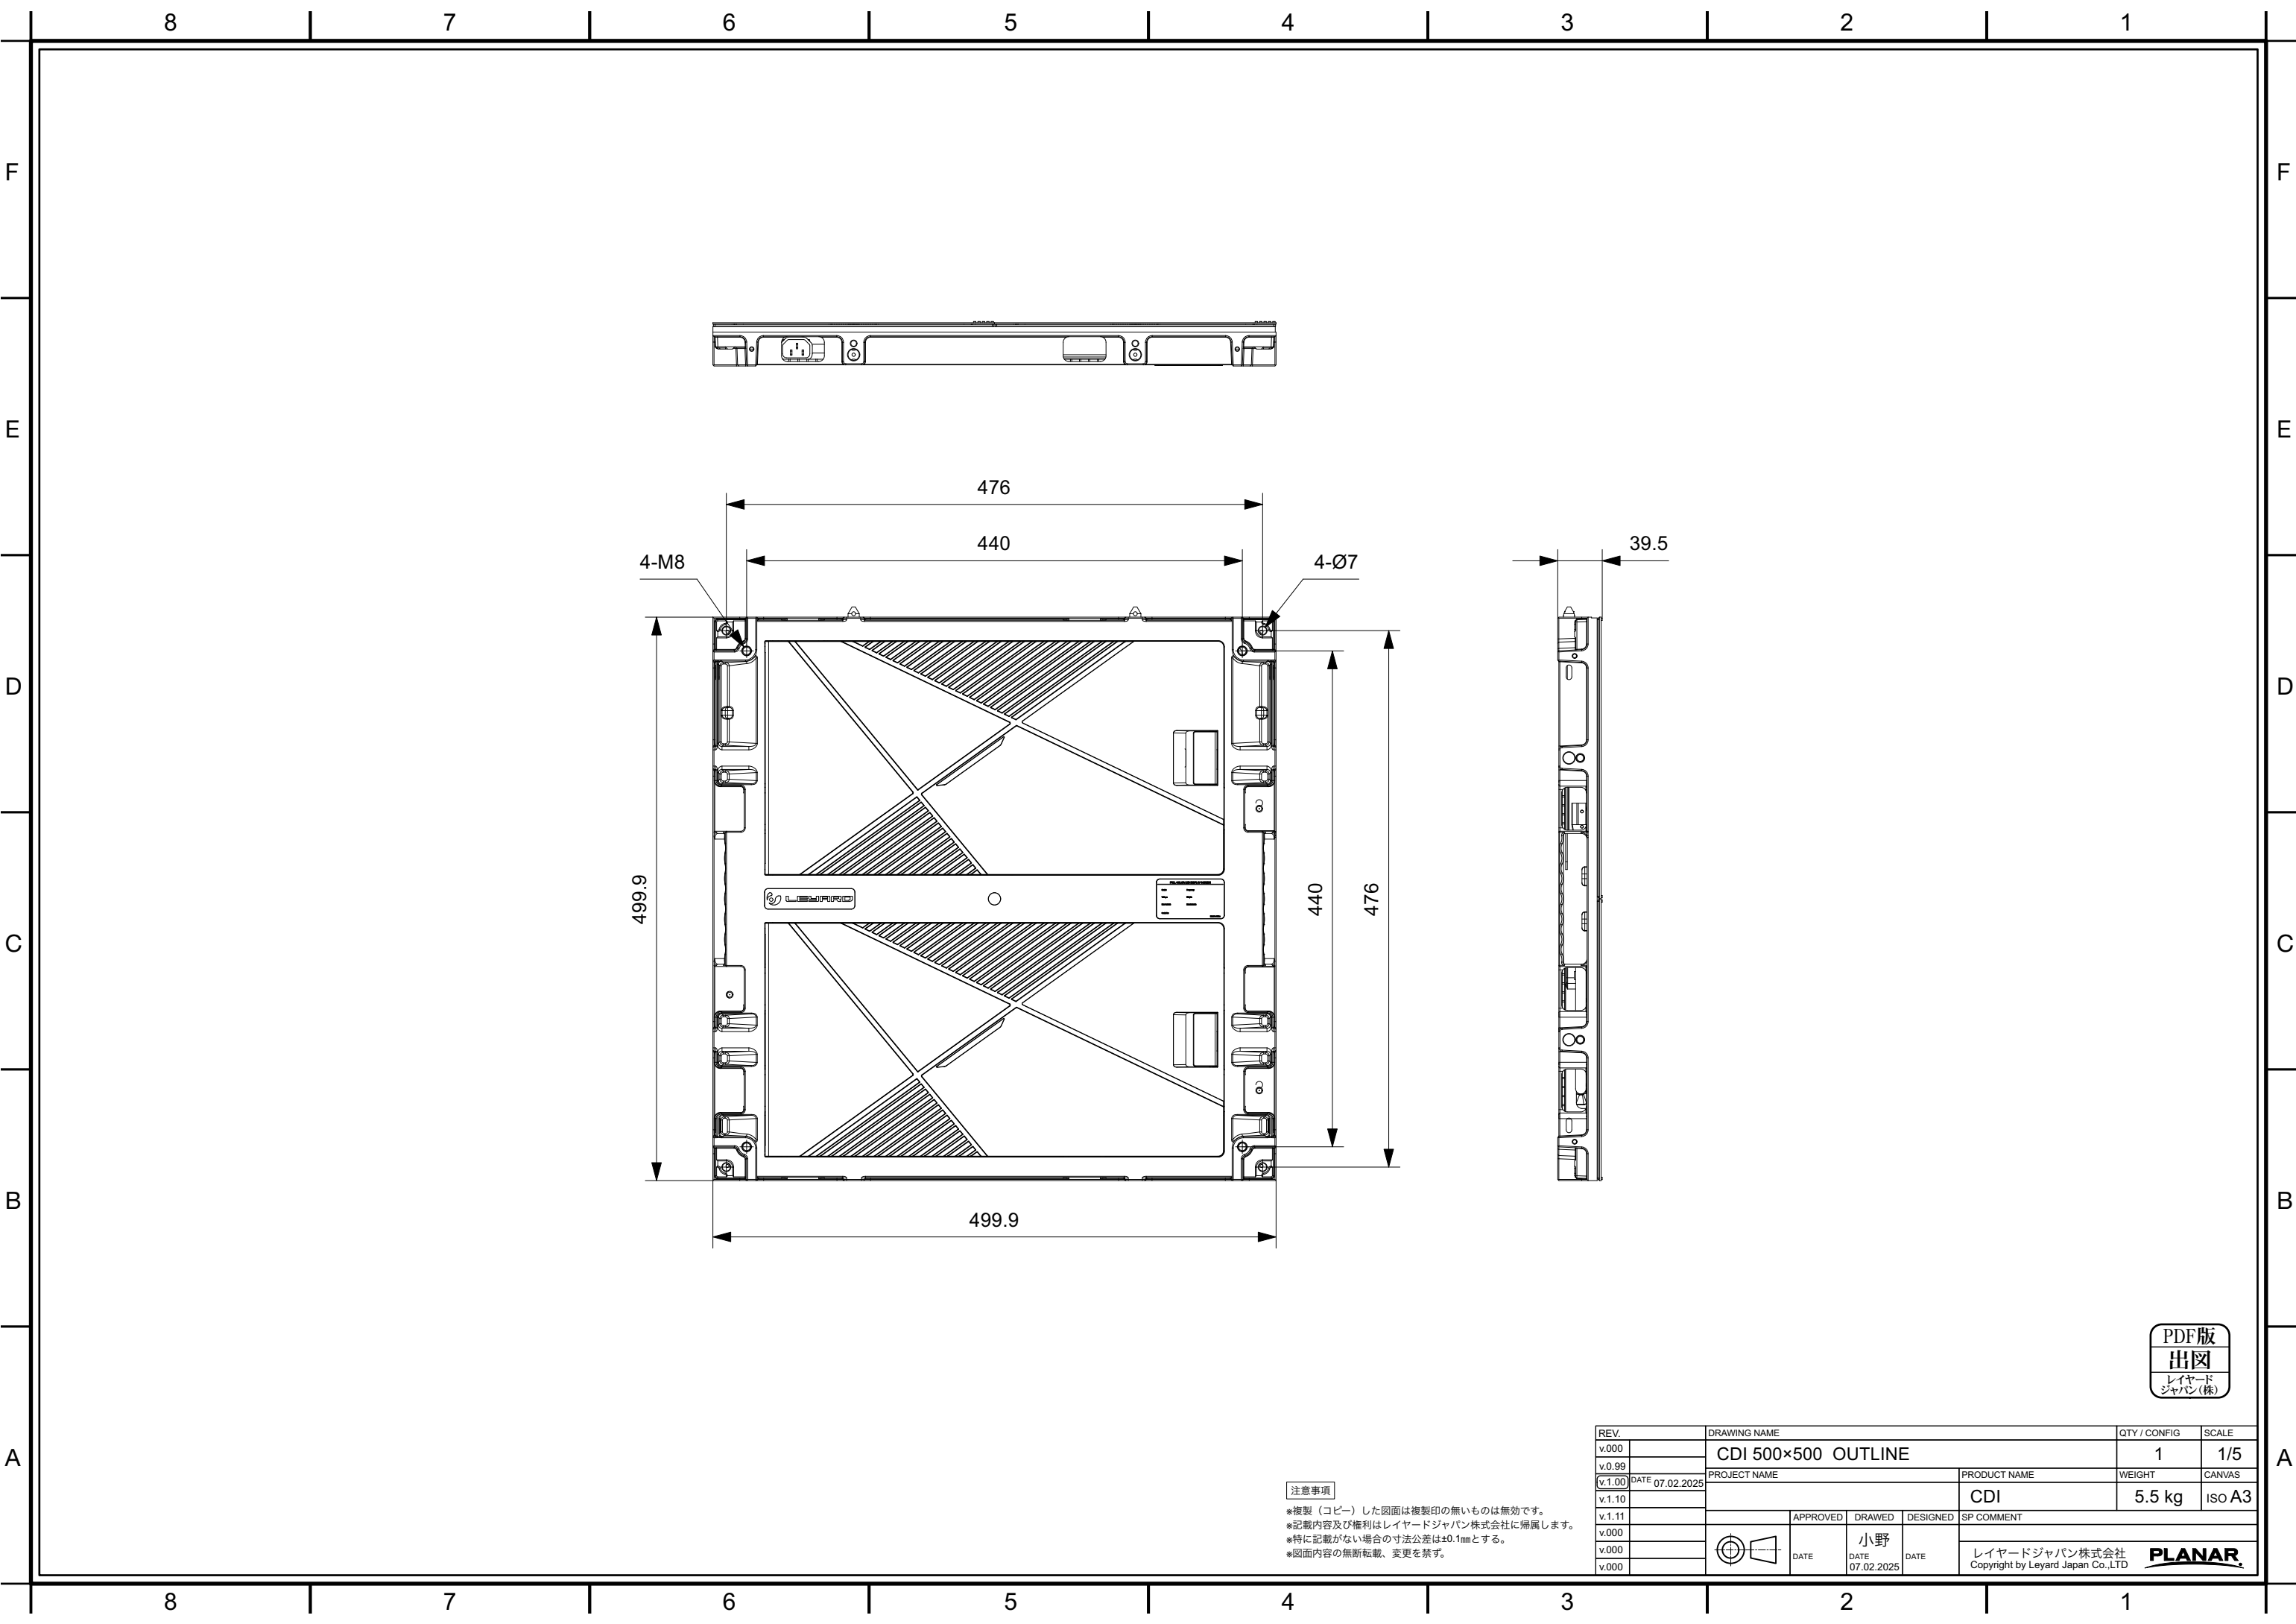 8 7 6 5 4 3 2 1
F F
E E
D D
C C
B B
A A
476
440
4-M8
4-Ø7
39.5
499.9
440
476
LEYARD
499.9
PDF版
出図
レイヤード
ジャパン(株)
注意事項
※複製（コピー）した図面は複製印の無いものは無効です。
※記載内容及び権利はレイヤードジャパン株式会社に帰属します。
※特に記載がない場合の寸法公差は±0.1㎜とする。
※図面内容の無断転載、変更を禁ず。
REV.
v.000
v.0.99
v.1.00 DATE 07.02.2025
v.1.10
v.1.11
v.000
v.000
v.000
DRAWING NAME
CDI 500×500 OUTLINE
QTY / CONFIG
1
SCALE
1/5
PROJECT NAME
PRODUCT NAME
CDI
WEIGHT
5.5 kg
CANVAS
ISO A3
APPROVED DRAWED DESIGNED SP COMMENT
小野
DATE DATE DATE
07.02.2025
レイヤードジャパン株式会社
Copyright by Leyard Japan Co.,LTD
PLANAR
8 7 6 5 4 3 2 1